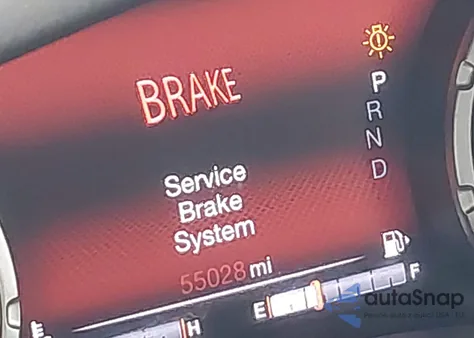 BRAKE
P
R
N
D
Service
Brake
System
55028 mi
E F
H
autoSnap